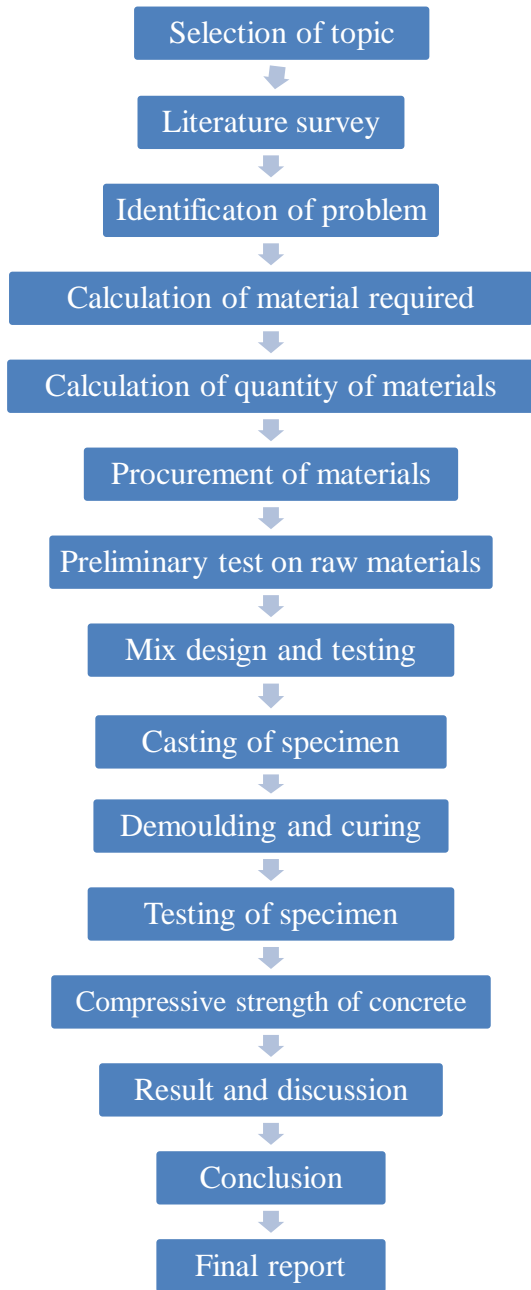 Selection of topic
Literature survey
Identificaton of problem
Calculation of material required
Calculation of quantity of materials
Procurement of materials
Preliminary test on raw materials
Mix design and testing
Casting of specimen
Demoulding and curing
Testing of specimen
Compressive strength of concrete
Result and discussion
Conclusion
Final report